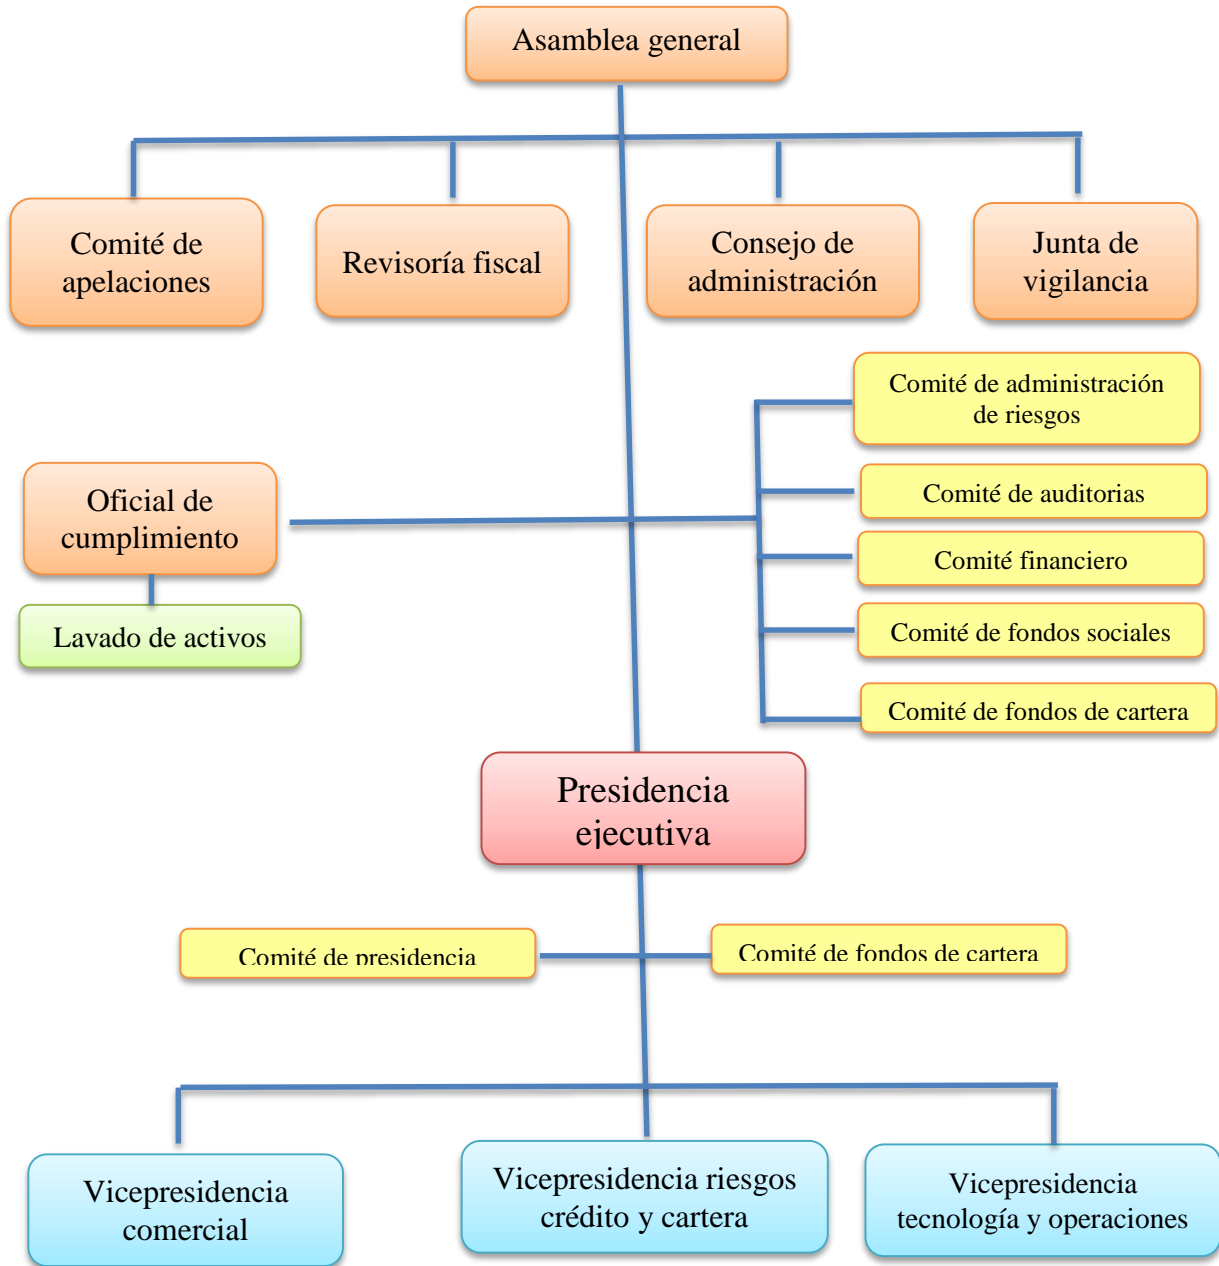 Asamblea general
Comité de
apelaciones
Revisoría fiscal
Consejo de
administración
Junta de
vigilancia
Comité de administración
de riesgos
Oficial de
cumplimiento
Comité de auditorias
Comité financiero
Lavado de activos
Comité de fondos sociales
Comité de fondos de cartera
Presidencia
ejecutiva
Comité de presidencia
Comité de fondos de cartera
Vicepresidencia
comercial
Vicepresidencia riesgos
crédito y cartera
Vicepresidencia
tecnología y operaciones